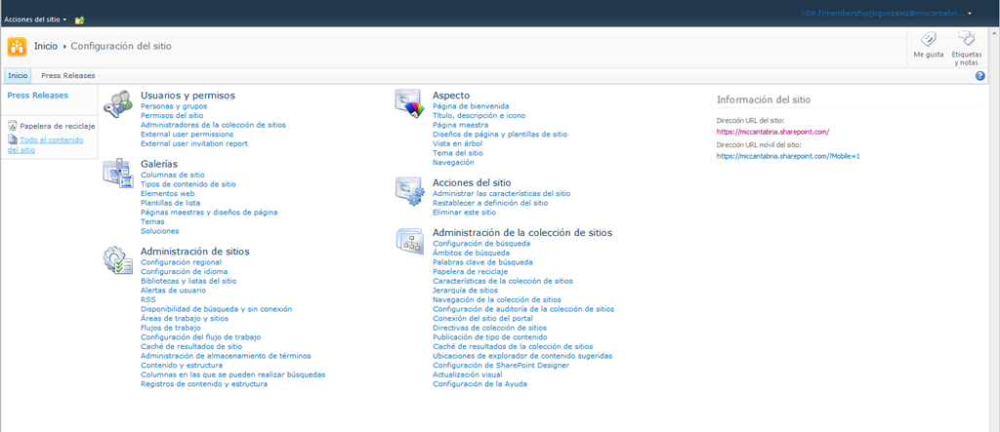 Acciones del sitio
i:0#.f|membership|jcgonzalez@miccantabri...
Inicio ▸ Configuración del sitio
Me gusta
Etiquetas y notas
Inicio
Press Releases
Press Releases
Papelera de reciclaje
Todo el contenido
del sitio
Usuarios y permisos
Personas y grupos
Permisos del sitio
Administradores de la colección de sitios
External user permissions
External user invitation report
Galerías
Columnas de sitio
Tipos de contenido de sitio
Elementos web
Plantillas de lista
Páginas maestras y diseños de página
Temas
Soluciones
Administración de sitios
Configuración regional
Configuración de idioma
Bibliotecas y listas del sitio
Alertas de usuario
RSS
Disponibilidad de búsqueda y sin conexión
Áreas de trabajo y sitios
Flujos de trabajo
Configuración del flujo de trabajo
Caché de resultados de sitio
Administración de almacenamiento de términos
Contenido y estructura
Columnas en las que se pueden realizar búsquedas
Registros de contenido y estructura
Aspecto
Página de bienvenida
Título, descripción e icono
Página maestra
Diseños de página y plantillas de sitio
Vista en árbol
Tema del sitio
Navegación
Acciones del sitio
Administrar las características del sitio
Restablecer a definición del sitio
Eliminar este sitio
Administración de la colección de sitios
Configuración de búsqueda
Ámbitos de búsqueda
Palabras clave de búsqueda
Papelera de reciclaje
Características de la colección de sitios
Jerarquía de sitios
Navegación de la colección de sitios
Configuración de auditoría de la colección de sitios
Conexión del sitio del portal
Directivas de colección de sitios
Publicación de tipo de contenido
Caché de resultados de la colección de sitios
Ubicaciones de explorador de contenido sugeridas
Configuración de SharePoint Designer
Actualización visual
Configuración de la Ayuda
Información del sitio
Dirección URL del sitio:
https://miccantabria.sharepoint.com/
Dirección URL móvil del sitio:
https://miccantabria.sharepoint.com/?Mobile=1